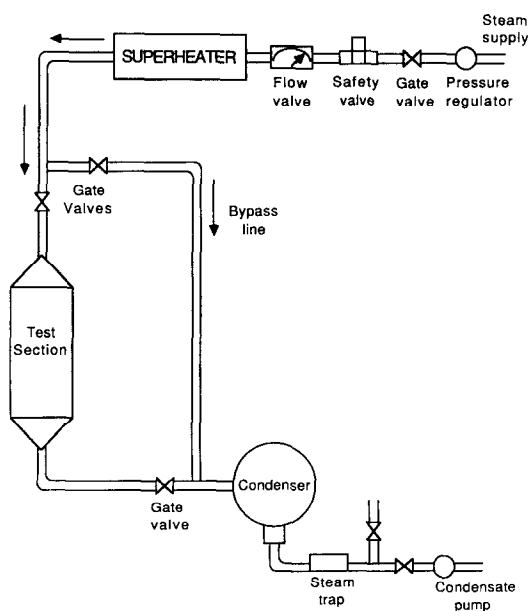 Steam
supply
SUPERHEATER
Flow
valve
Safety
valve
Gate
valve
Pressure
regulator
Gate
Valves
Bypass
line
Test
Section
Condenser
Gate
valve
Steam
trap
Condensate
pump